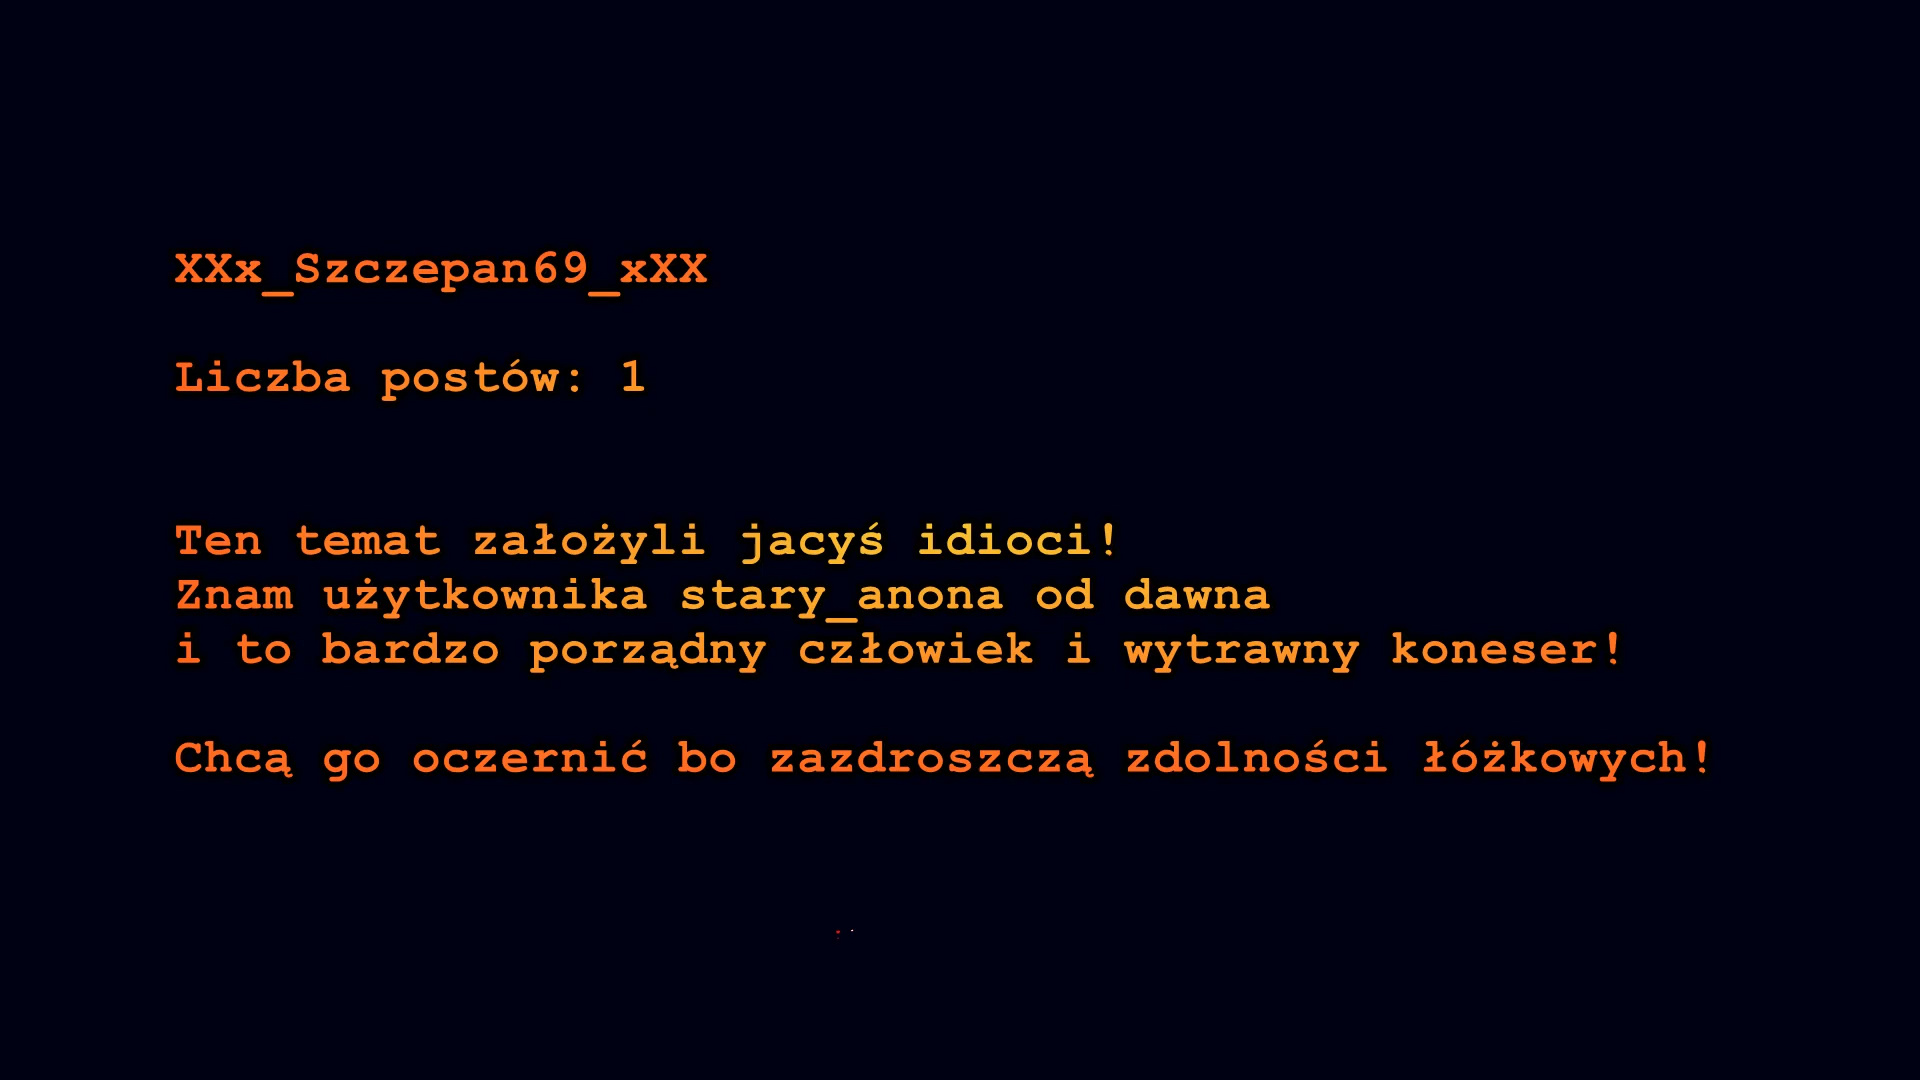 XXx_Szczepan69_xXX
Liczba postów: 1
Ten temat założyli jacyś idioci!
Znam użytkownika stary_anona od dawna
i to bardzo porządny człowiek i wytrawny koneser!
Chcą go oczernić bo zazdroszczą zdolności łóżkowych!